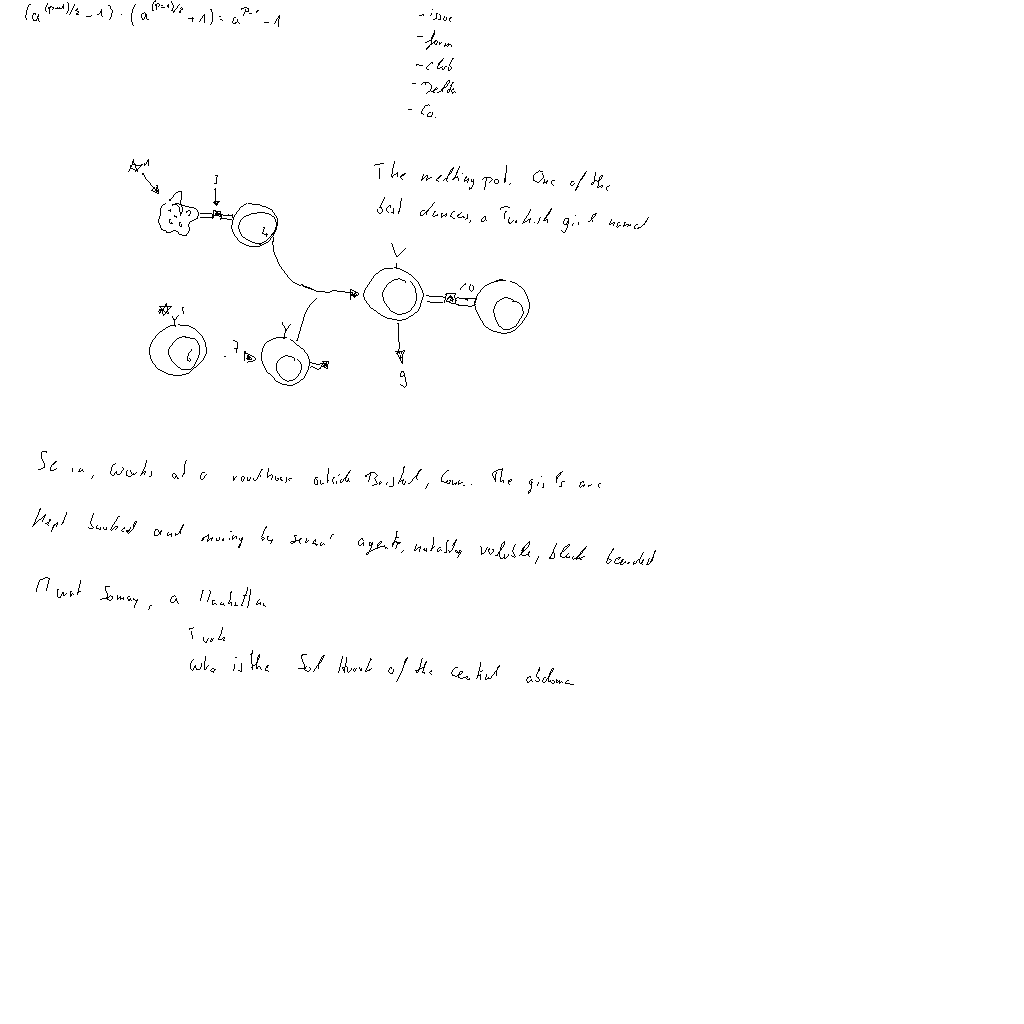 (a^(p-1)/2 - 1) · (a^(p-1)/2 + 1) = a^p-1 - 1
- issue
- form
- club
- Delta
- Co.
1
3
The melting pot. One of the
best dancers, a Turkish girl named
4
10
7
6
9
works at a roadhouse outside Bristol, Conn. The girls are
kept booked and moving by several agents, notably voluble, black bearded
Murat Somay, a Manhattan
Turk
who is the Sol Hurok of the central abdomen